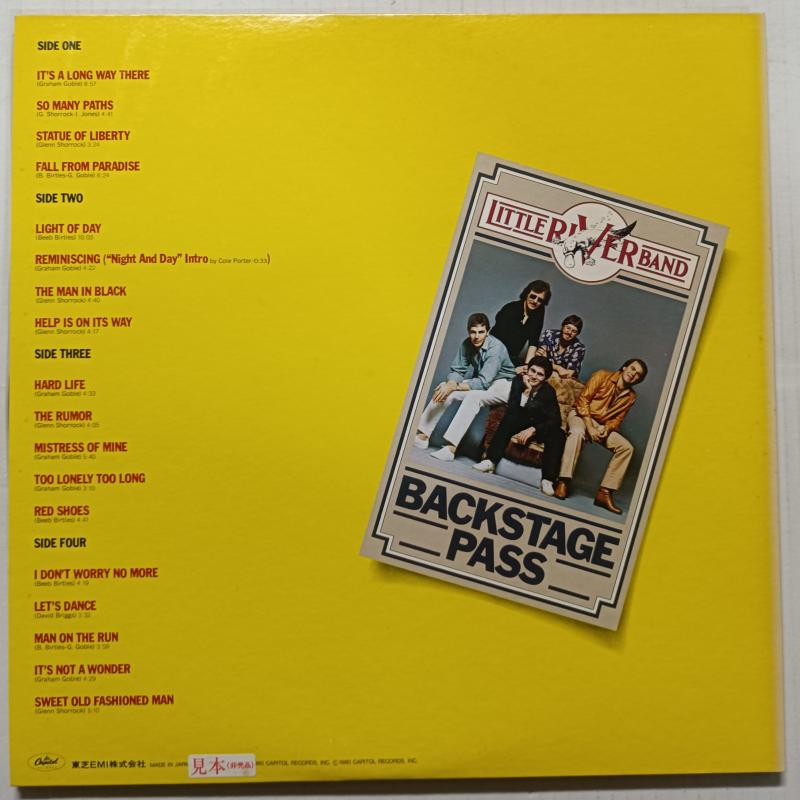 SIDE ONE
IT'S A LONG WAY THERE
(Graham Goble) 8:57
SO MANY PATHS
(G. Shorrock-I. Jones) 4:41
STATUE OF LIBERTY
(Glenn Shorrock) 3:24
FALL FROM PARADISE
(B. Birtles-G. Goble) 6:24
SIDE TWO
LIGHT OF DAY
(Beeb Birtles) 10:03
REMINISCING ("Night And Day" Intro by Cole Porter-0:33)
(Graham Goble) 4:22
THE MAN IN BLACK
(Glenn Shorrock) 4:40
HELP IS ON ITS WAY
(Glenn Shorrock) 4:17
SIDE THREE
HARD LIFE
(Graham Goble) 4:33
THE RUMOR
(Glenn Shorrock) 4:05
MISTRESS OF MINE
(Graham Goble) 5:40
TOO LONELY TOO LONG
(Graham Goble) 3:10
RED SHOES
(Beeb Birtles) 4:41
SIDE FOUR
I DON'T WORRY NO MORE
(Beeb Birtles) 4:19
LET'S DANCE
(David Briggs) 3:32
MAN ON THE RUN
(B. Birtles-G. Goble) 3:59
IT'S NOT A WONDER
(Graham Goble) 4:29
SWEET OLD FASHIONED MAN
(Glenn Shorrock) 5:10
LITTLE RIVER BAND
BACKSTAGE
PASS
Capitol 東芝EMI株式会社 MADE IN JAPAN 見本(非売品) CAPITOL RECORDS, INC. ©1980 CAPITOL RECORDS, INC.